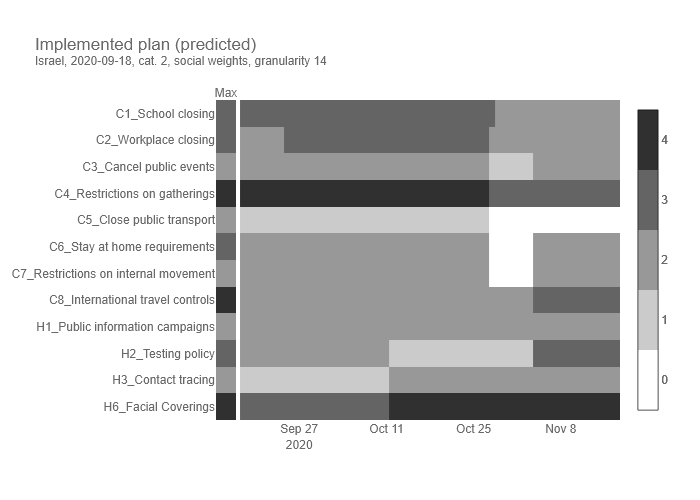 Implemented plan (predicted)
Israel, 2020-09-18, cat. 2, social weights, granularity 14
Max
C1_School closing
C2_Workplace closing
C3_Cancel public events
C4_Restrictions on gatherings
C5_Close public transport
C6_Stay at home requirements
C7_Restrictions on internal movement
C8_International travel controls
H1_Public information campaigns
H2_Testing policy
H3_Contact tracing
H6_Facial Coverings
Sep 27
2020
Oct 11
Oct 25
Nov 8
4
3
2
1
0